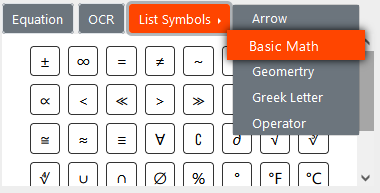 Equation OCR List Symbols Arrow
Basic Math
± ∞ = ≠ ~
Geomertry
∝ < ≪ > ≫
Greek Letter
Operator
≅ ≈ ≡ ∀ ∁ ∂ √ ∛
∜ ∪ ∩ ∅ % ° °F °C